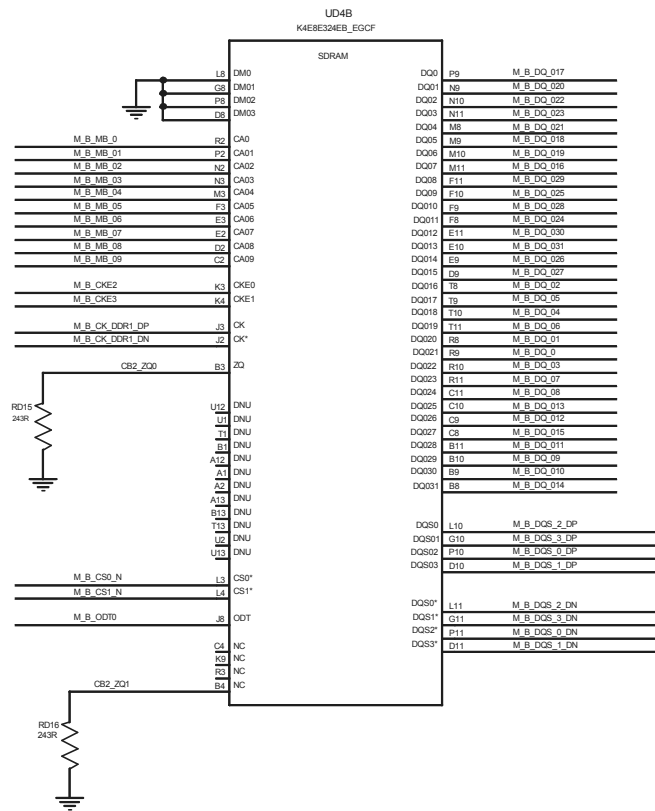 UD4B
K4E8E324EB_EGCF
SDRAM
L8 DM0
G8 DM01
P8 DM02
D8 DM03
M_B_MB_0 R2 CA0
M_B_MB_01 P2 CA01
M_B_MB_02 N2 CA02
M_B_MB_03 N3 CA03
M_B_MB_04 M3 CA04
M_B_MB_05 F3 CA05
M_B_MB_06 E3 CA06
M_B_MB_07 E2 CA07
M_B_MB_08 D2 CA08
M_B_MB_09 C2 CA09
M_B_CKE2 K3 CKE0
M_B_CKE3 K4 CKE1
M_B_CK_DDR1_DP J3 CK
M_B_CK_DDR1_DN J2 CK*
CB2_ZQ0 B3 ZQ
RD15
243R
U12 DNU
U1 DNU
T1 DNU
B1 DNU
A12 DNU
A1 DNU
A2 DNU
A13 DNU
B13 DNU
T13 DNU
U2 DNU
U13 DNU
M_B_CS0_N L3 CS0*
M_B_CS1_N L4 CS1*
M_B_ODT0 J8 ODT
C4 NC
K9 NC
R3 NC
CB2_ZQ1 B4 NC
RD16
243R
DQ0 P9 M_B_DQ_017
DQ01 N9 M_B_DQ_020
DQ02 N10 M_B_DQ_022
DQ03 N11 M_B_DQ_023
DQ04 M8 M_B_DQ_021
DQ05 M9 M_B_DQ_018
DQ06 M10 M_B_DQ_019
DQ07 M11 M_B_DQ_016
DQ08 F11 M_B_DQ_029
DQ09 F10 M_B_DQ_025
DQ010 F9 M_B_DQ_028
DQ011 F8 M_B_DQ_024
DQ012 E11 M_B_DQ_030
DQ013 E10 M_B_DQ_031
DQ014 E9 M_B_DQ_026
DQ015 D9 M_B_DQ_027
DQ016 T8 M_B_DQ_02
DQ017 T9 M_B_DQ_05
DQ018 T10 M_B_DQ_04
DQ019 T11 M_B_DQ_06
DQ020 R8 M_B_DQ_01
DQ021 R9 M_B_DQ_0
DQ022 R10 M_B_DQ_03
DQ023 R11 M_B_DQ_07
DQ024 C11 M_B_DQ_08
DQ025 C10 M_B_DQ_013
DQ026 C9 M_B_DQ_012
DQ027 C8 M_B_DQ_015
DQ028 B11 M_B_DQ_011
DQ029 B10 M_B_DQ_09
DQ030 B9 M_B_DQ_010
DQ031 B8 M_B_DQ_014
DQS0 L10 M_B_DQS_2_DP
DQS01 G10 M_B_DQS_3_DP
DQS02 P10 M_B_DQS_0_DP
DQS03 D10 M_B_DQS_1_DP
DQS0* L11 M_B_DQS_2_DN
DQS1* G11 M_B_DQS_3_DN
DQS2* P11 M_B_DQS_0_DN
DQS3* D11 M_B_DQS_1_DN